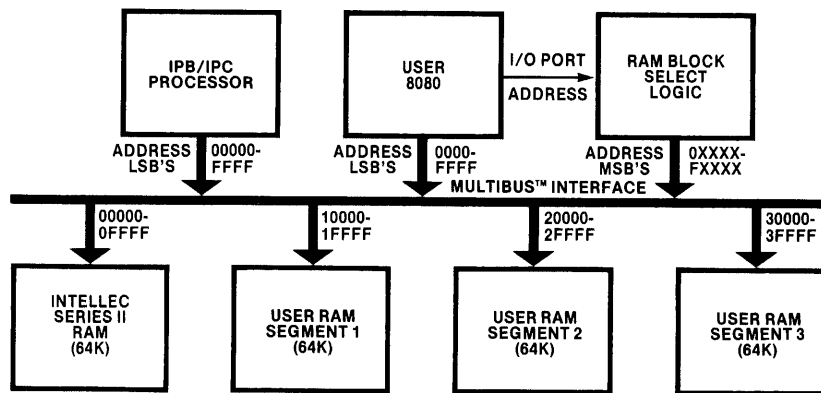 IPB/IPC
PROCESSOR
USER
8080
I/O PORT
ADDRESS
RAM BLOCK
SELECT
LOGIC
ADDRESS
LSB'S
00000-
FFFF
ADDRESS
LSB'S
0000-
FFFF
ADDRESS
MSB'S
0XXXX-
FXXXX
MULTIBUS™ INTERFACE
00000-
0FFFF
10000-
1FFFF
20000-
2FFFF
30000-
3FFFF
INTELLEC
SERIES II
RAM
(64K)
USER RAM
SEGMENT 1
(64K)
USER RAM
SEGMENT 2
(64K)
USER RAM
SEGMENT 3
(64K)